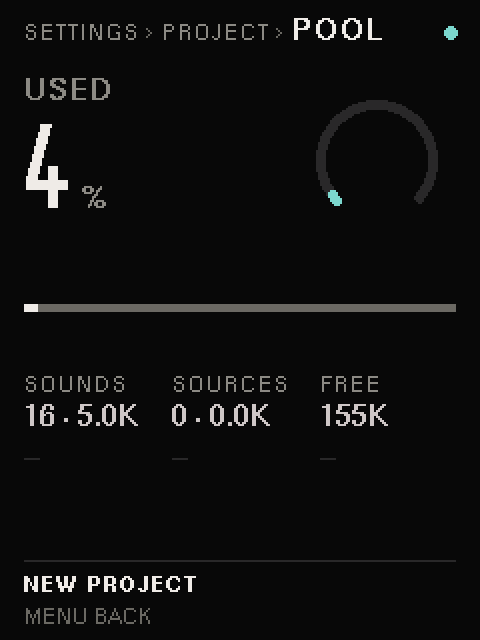 SETTINGS › PROJECT › POOL
USED
4 %
SOUNDS SOURCES FREE
16 · 5.0K 0 · 0.0K 155K
— — —
NEW PROJECT
MENU BACK